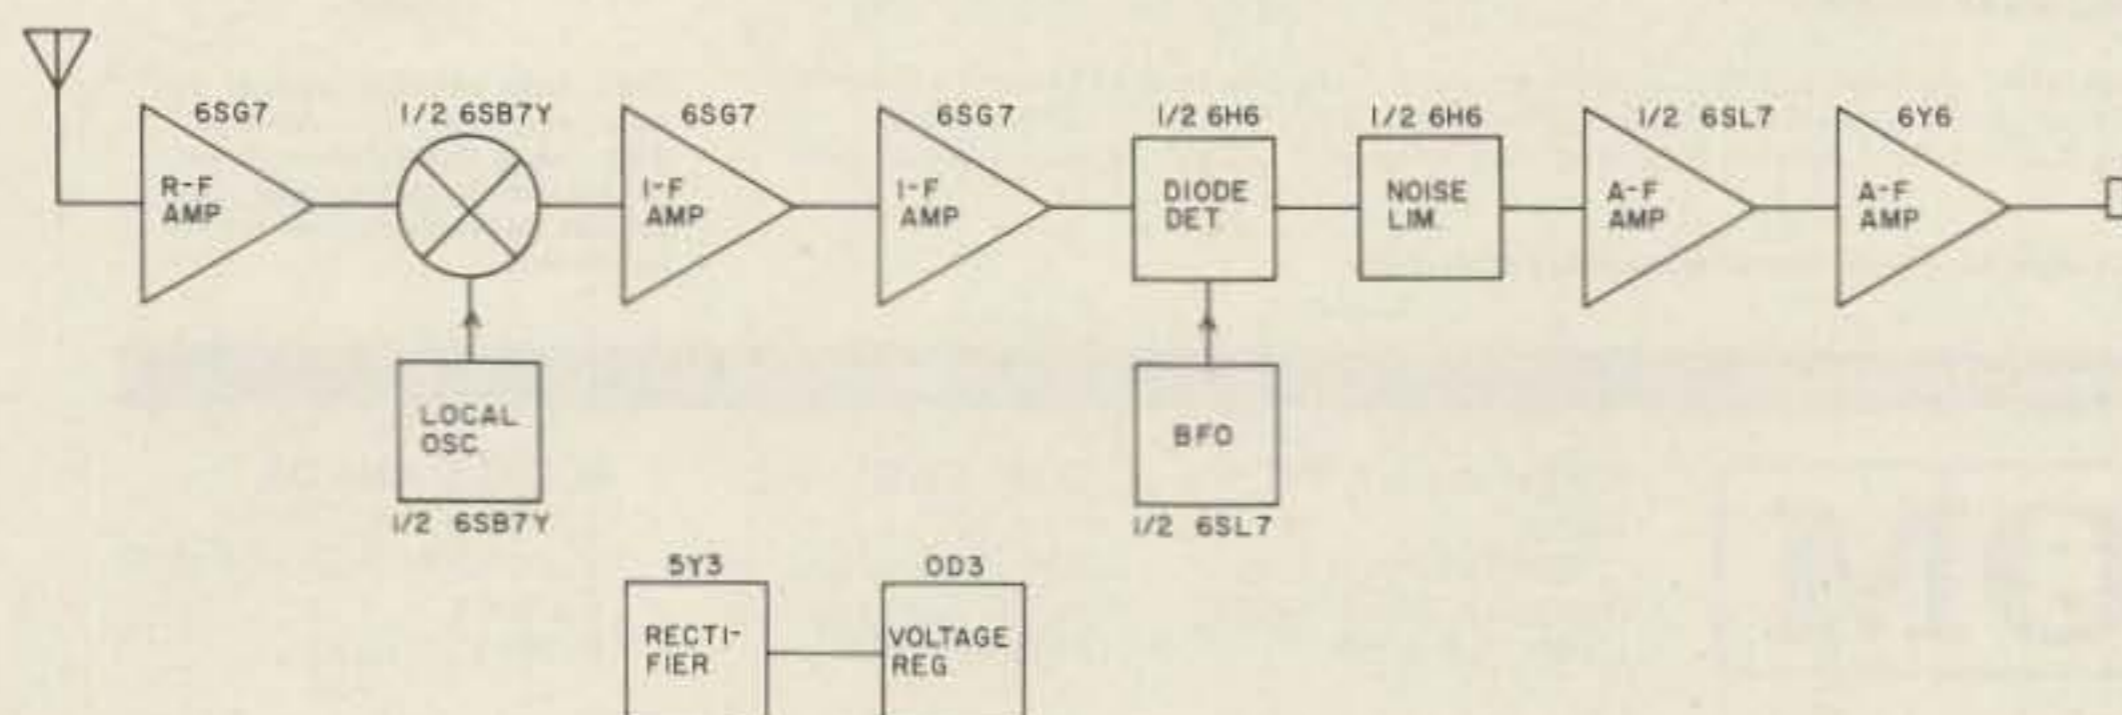 6SG7
R-F
AMP
1/2 6SB7Y
LOCAL
OSC.
1/2 6SB7Y
6SG7
I-F
AMP
6SG7
I-F
AMP
1/2 6H6
DIODE
DET.
BFO
1/2 6SL7
1/2 6H6
NOISE
LIM.
1/2 6SL7
A-F
AMP
6Y6
A-F
AMP
5Y3
RECTI-
FIER
OD3
VOLTAGE
REG.